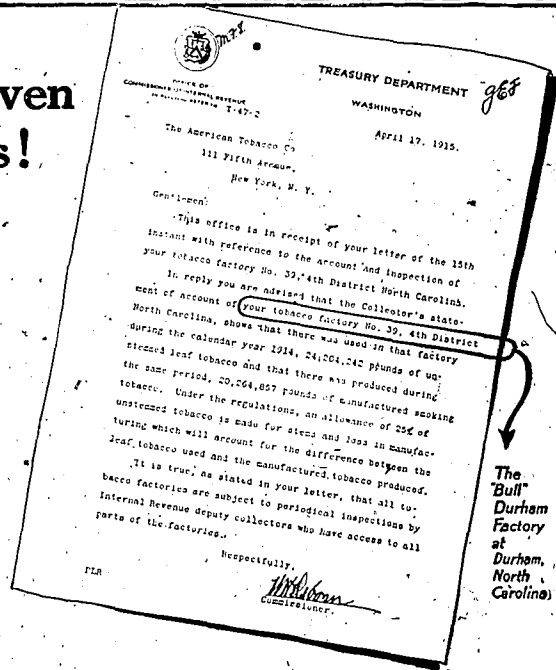 ven
s!
M.F.I.
TREASURY DEPARTMENT
WASHINGTON
OFFICE OF
COMMISSIONER OF INTERNAL REVENUE
T-47-2
April 17, 1915.
The American Tobacco Co
111 Fifth Avenue,
New York, N. Y.
Gentlemen:
This office is in receipt of your letter of the 15th
instant with reference to the account and inspection of
your tobacco factory No. 39, 4th District North Carolina.
In reply you are advised that the Collector's state-
ment of account of your tobacco factory No. 39, 4th District
North Carolina, shows that there was used in that factory
during the calendar year 1914, 24,204,242 pounds of un-
stemmed leaf tobacco and that there was produced during
the same period, 20,264,857 pounds of manufactured smoking
tobacco. Under the regulations, an allowance of 25% of
unstemmed tobacco is made for stems and loss in manufac-
turing which will account for the difference between the
leaf tobacco used and the manufactured tobacco produced.
It is true, as stated in your letter, that all to-
bacco factories are subject to periodical inspections by
Internal Revenue deputy collectors who have access to all
parts of the factories.
Respectfully,
Commissioner.
PLR
The
"Bull"
Durham
Factory
at
Durham,
North
Carolina